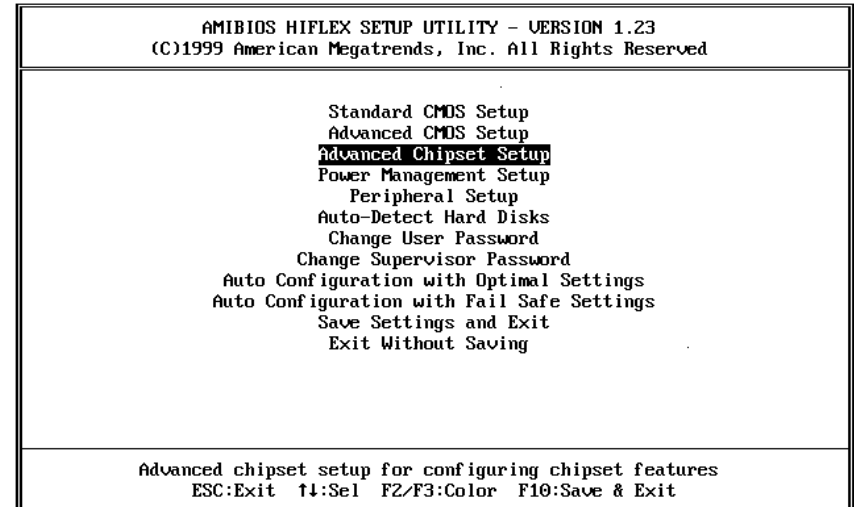 AMIBIOS HIFLEX SETUP UTILITY - VERSION 1.23
(C)1999 American Megatrends, Inc. All Rights Reserved
Standard CMOS Setup
Advanced CMOS Setup
Advanced Chipset Setup
Power Management Setup
Peripheral Setup
Auto-Detect Hard Disks
Change User Password
Change Supervisor Password
Auto Configuration with Optimal Settings
Auto Configuration with Fail Safe Settings
Save Settings and Exit
Exit Without Saving
Advanced chipset setup for configuring chipset features
ESC:Exit ↑↓:Sel F2/F3:Color F10:Save & Exit